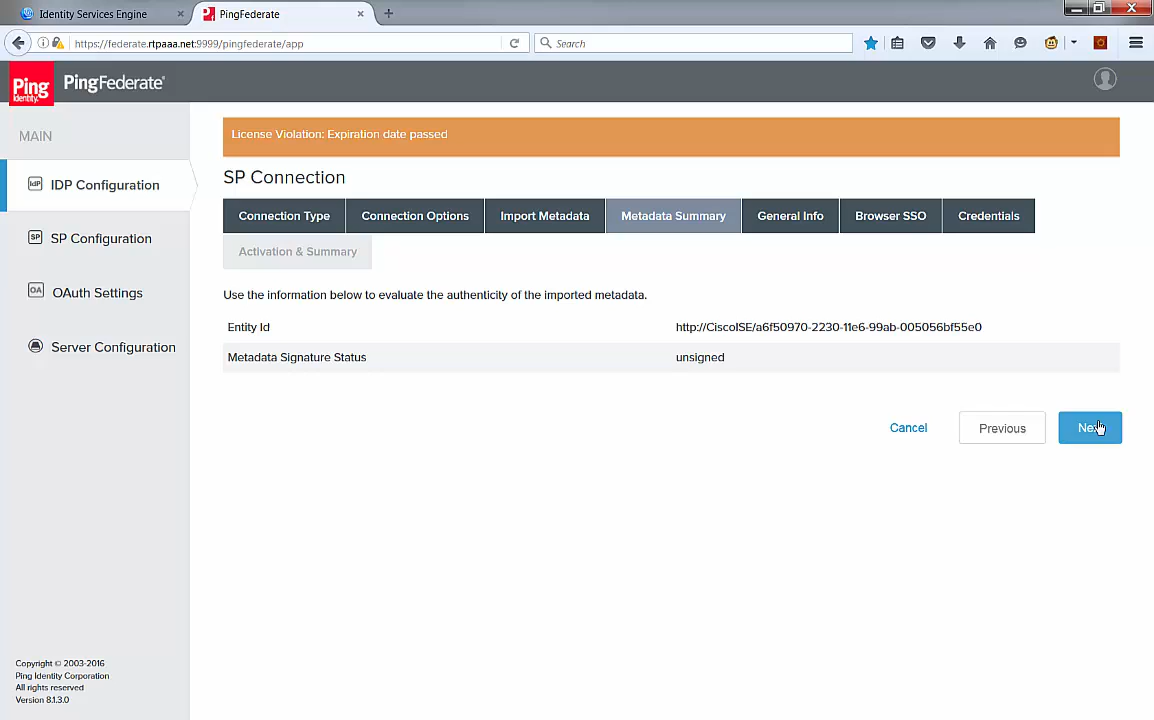 Identity Services Engine
PingFederate
https://federate.rtpaaa.net:9999/pingfederate/app
Search
Ping
Identity.
PingFederate®
MAIN
IdP
IDP Configuration
SP
SP Configuration
OA
OAuth Settings
Server Configuration
License Violation: Expiration date passed
SP Connection
Connection Type
Connection Options
Import Metadata
Metadata Summary
General Info
Browser SSO
Credentials
Activation & Summary
Use the information below to evaluate the authenticity of the imported metadata.
Entity Id
http://CiscoISE/a6f50970-2230-11e6-99ab-005056bf55e0
Metadata Signature Status
unsigned
Cancel
Previous
Copyright © 2003-2016
Ping Identity Corporation
All rights reserved
Version 8.1.3.0